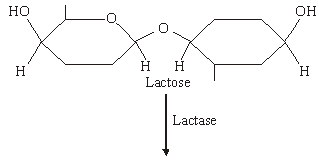 HO O O OH
H H H H
Lactose
Lactase